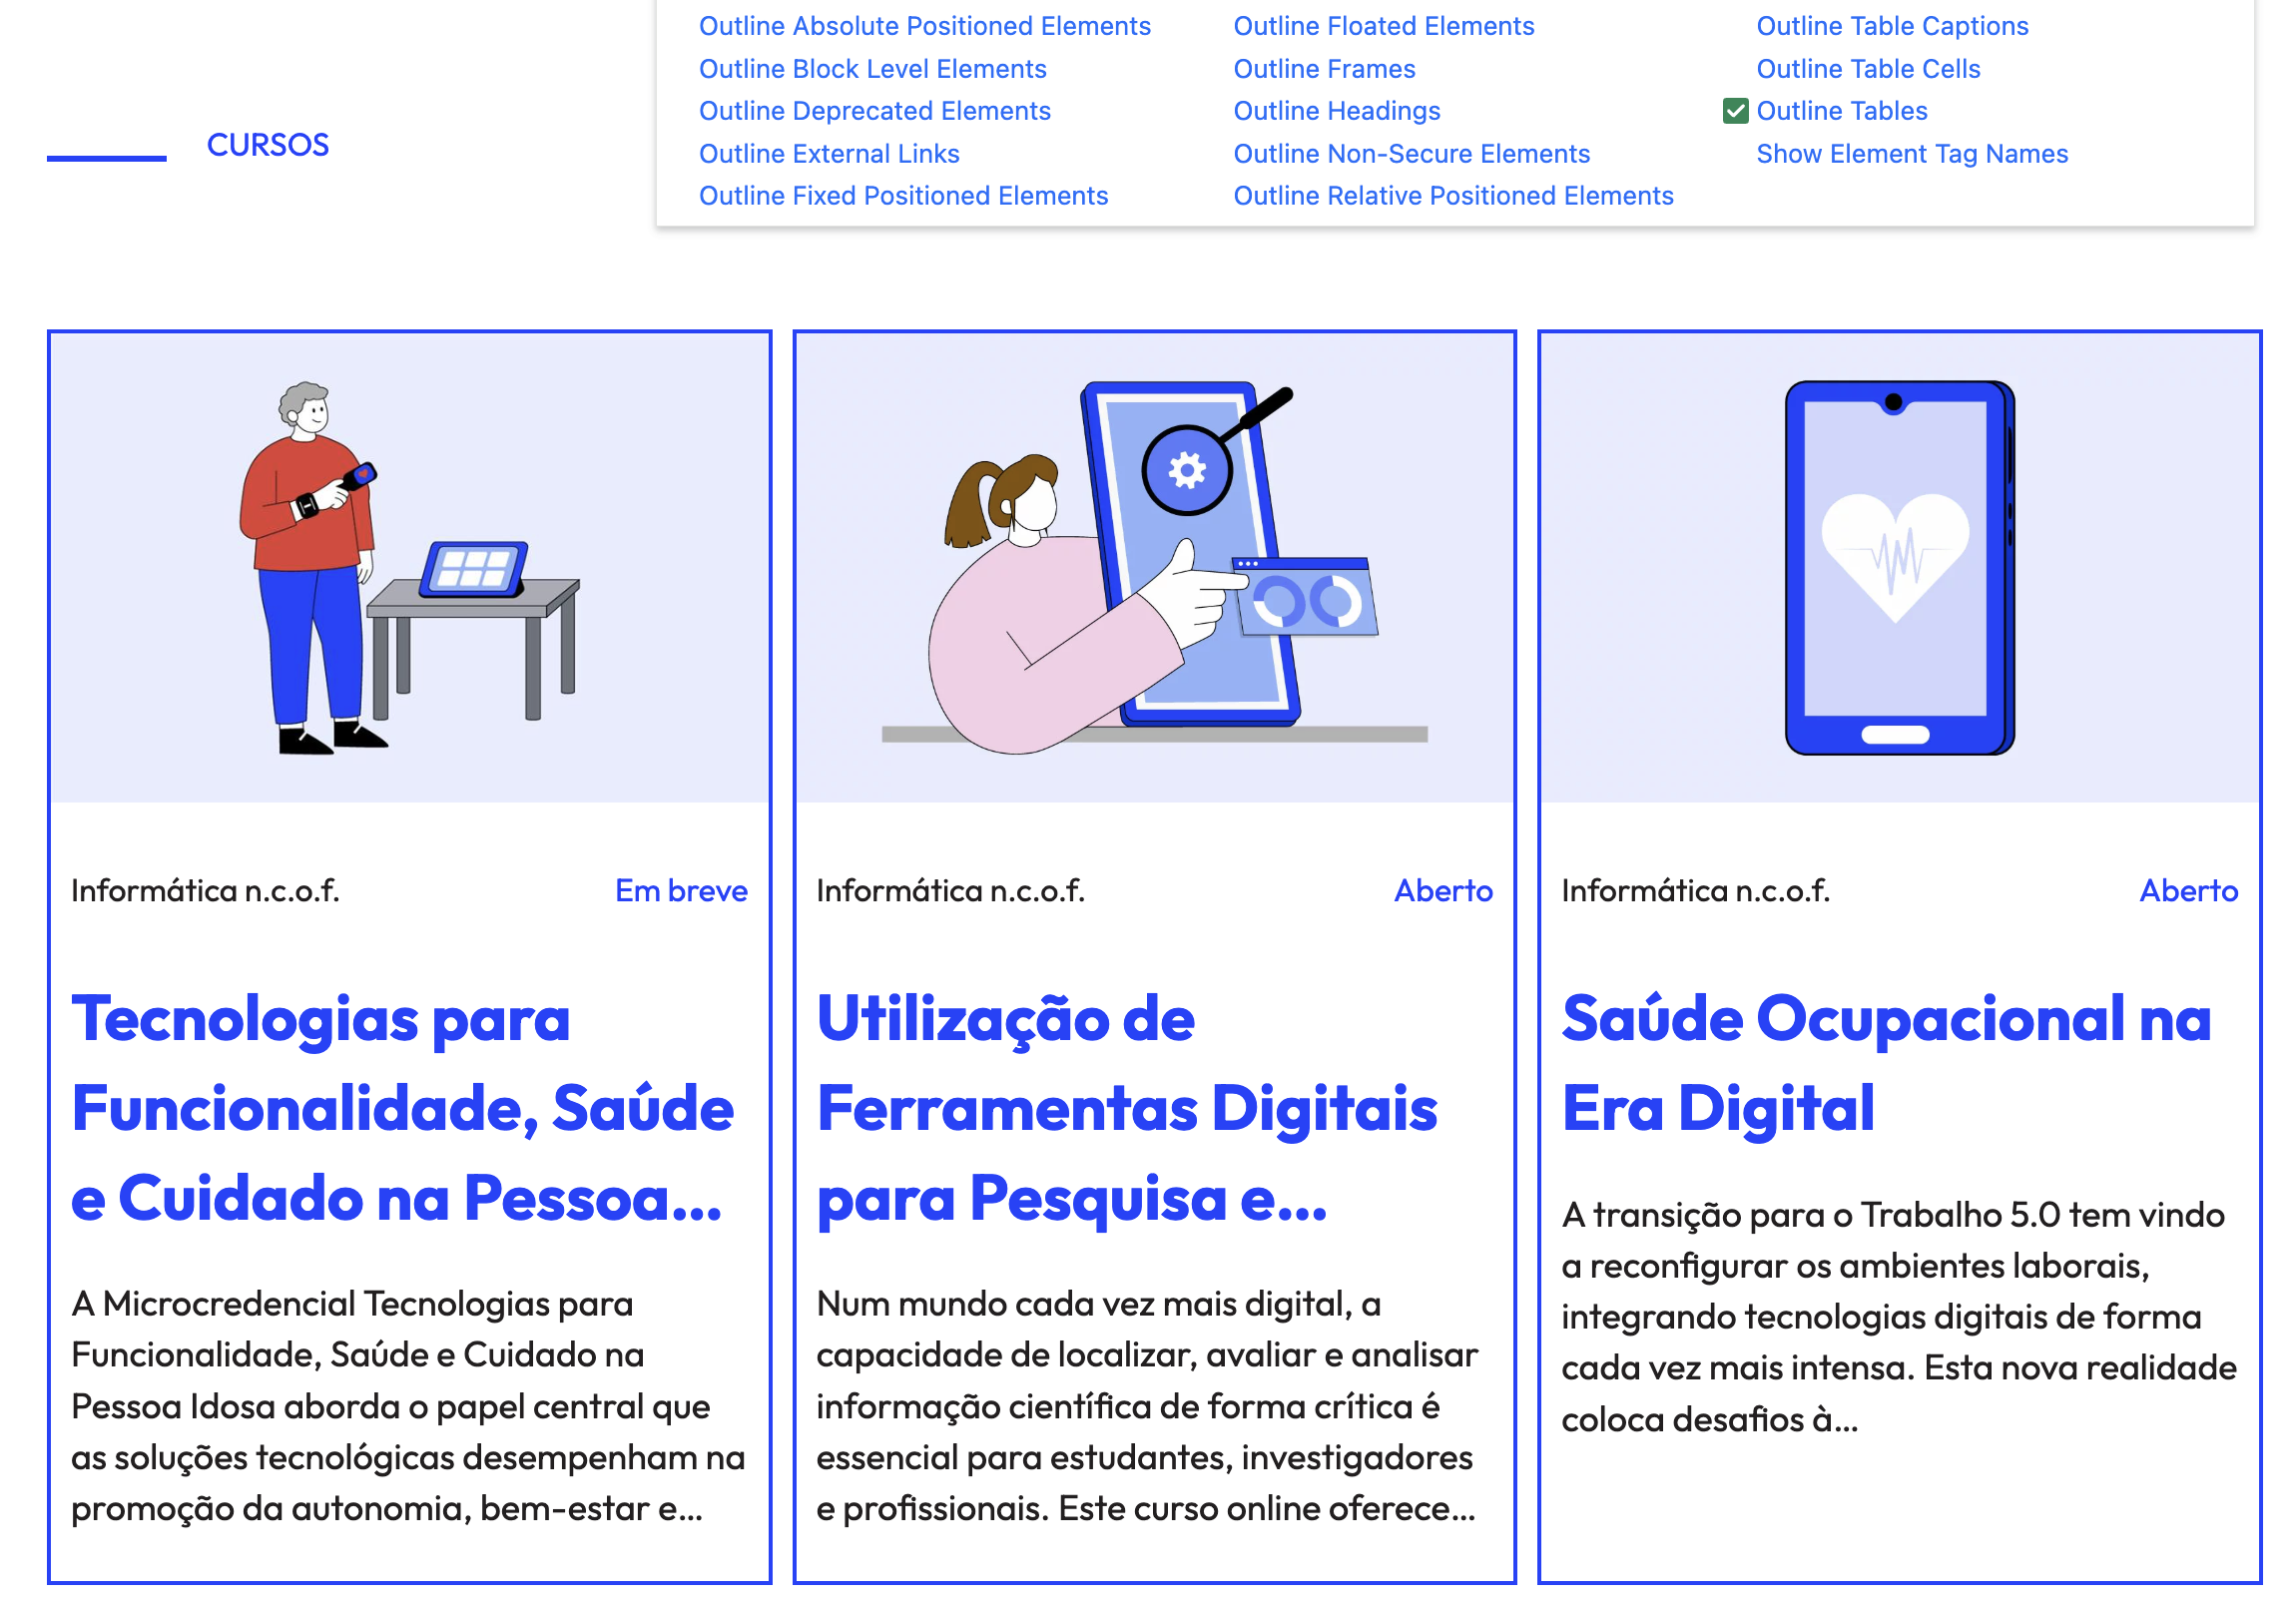 Outline Absolute Positioned Elements
Outline Block Level Elements
Outline Deprecated Elements
Outline External Links
Outline Fixed Positioned Elements
Outline Floated Elements
Outline Frames
Outline Headings
Outline Non-Secure Elements
Outline Relative Positioned Elements
Outline Table Captions
Outline Table Cells
Outline Tables
Show Element Tag Names
CURSOS
Informática n.c.o.f.
Em breve
Tecnologias para
Funcionalidade, Saúde
e Cuidado na Pessoa...
A Microcredencial Tecnologias para
Funcionalidade, Saúde e Cuidado na
Pessoa Idosa aborda o papel central que
as soluções tecnológicas desempenham na
promoção da autonomia, bem-estar e...
Informática n.c.o.f.
Aberto
Utilização de
Ferramentas Digitais
para Pesquisa e...
Num mundo cada vez mais digital, a
capacidade de localizar, avaliar e analisar
informação científica de forma crítica é
essencial para estudantes, investigadores
e profissionais. Este curso online oferece...
Informática n.c.o.f.
Aberto
Saúde Ocupacional na
Era Digital
A transição para o Trabalho 5.0 tem vindo
a reconfigurar os ambientes laborais,
integrando tecnologias digitais de forma
cada vez mais intensa. Esta nova realidade
coloca desafios à...